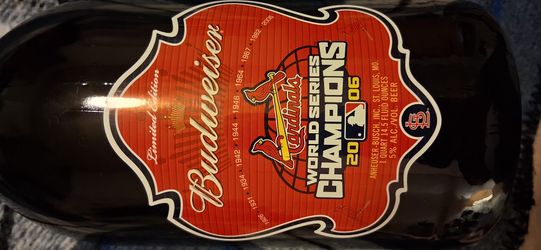 Limited Edition
Budweiser
1926 · 1931 · 1934 · 1942 · 1944 · 1946 · 1964 · 1967 · 1982 · 2006
Cardinals
WORLD SERIES
CHAMPIONS
20 06
ANHEUSER-BUSCH, INC., ST. LOUIS, MO.
1 QUART 14.5 FLUID OUNCES
5% ALC./VOL. BEER
STL